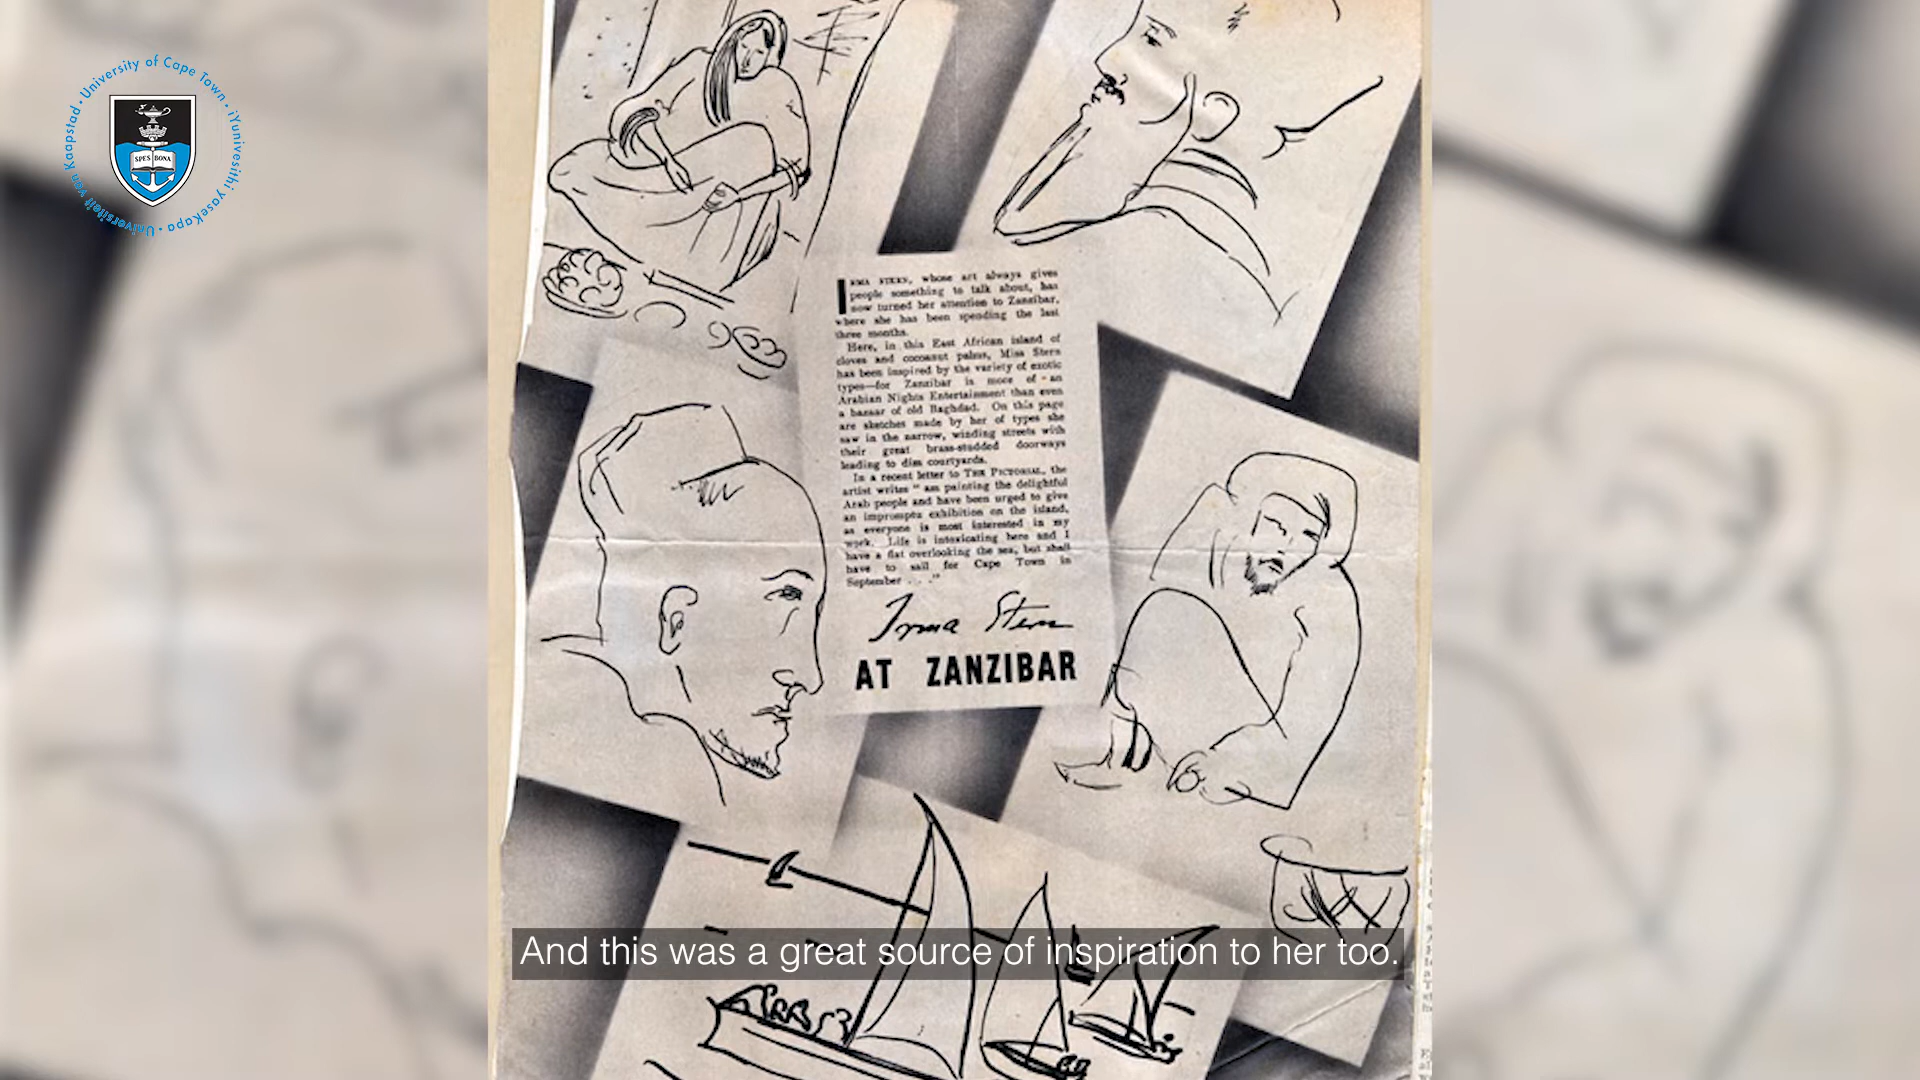 University of Cape Town · iYunivesithi yaseKapa · Universiteit van Kaapstad ·
SPES BONA
IRMA STERN, whose art always gives
people something to talk about, has
now turned her attention to Zanzibar,
where she has been spending the last
three months.
Here, in this East African island of
cloves and cocoanut palms, Miss Stern
has been inspired by the variety of exotic
types—for Zanzibar is more of an
Arabian Nights Entertainment than even
a bazaar of old Baghdad. On this page
are sketches made by her of types she
saw in the narrow, winding streets with
their great brass-studded doorways
leading to dim courtyards.
In a recent letter to THE PICTORIAL, the
artist writes " am painting the delightful
Arab people and have been urged to give
an impromptu exhibition on the island,
as everyone is most interested in my
work. Life is intoxicating here and I
have a flat overlooking the sea, but shall
have to sail for Cape Town in
September . . ."
Irma Stern
AT ZANZIBAR
And this was a great source of inspiration to her too.